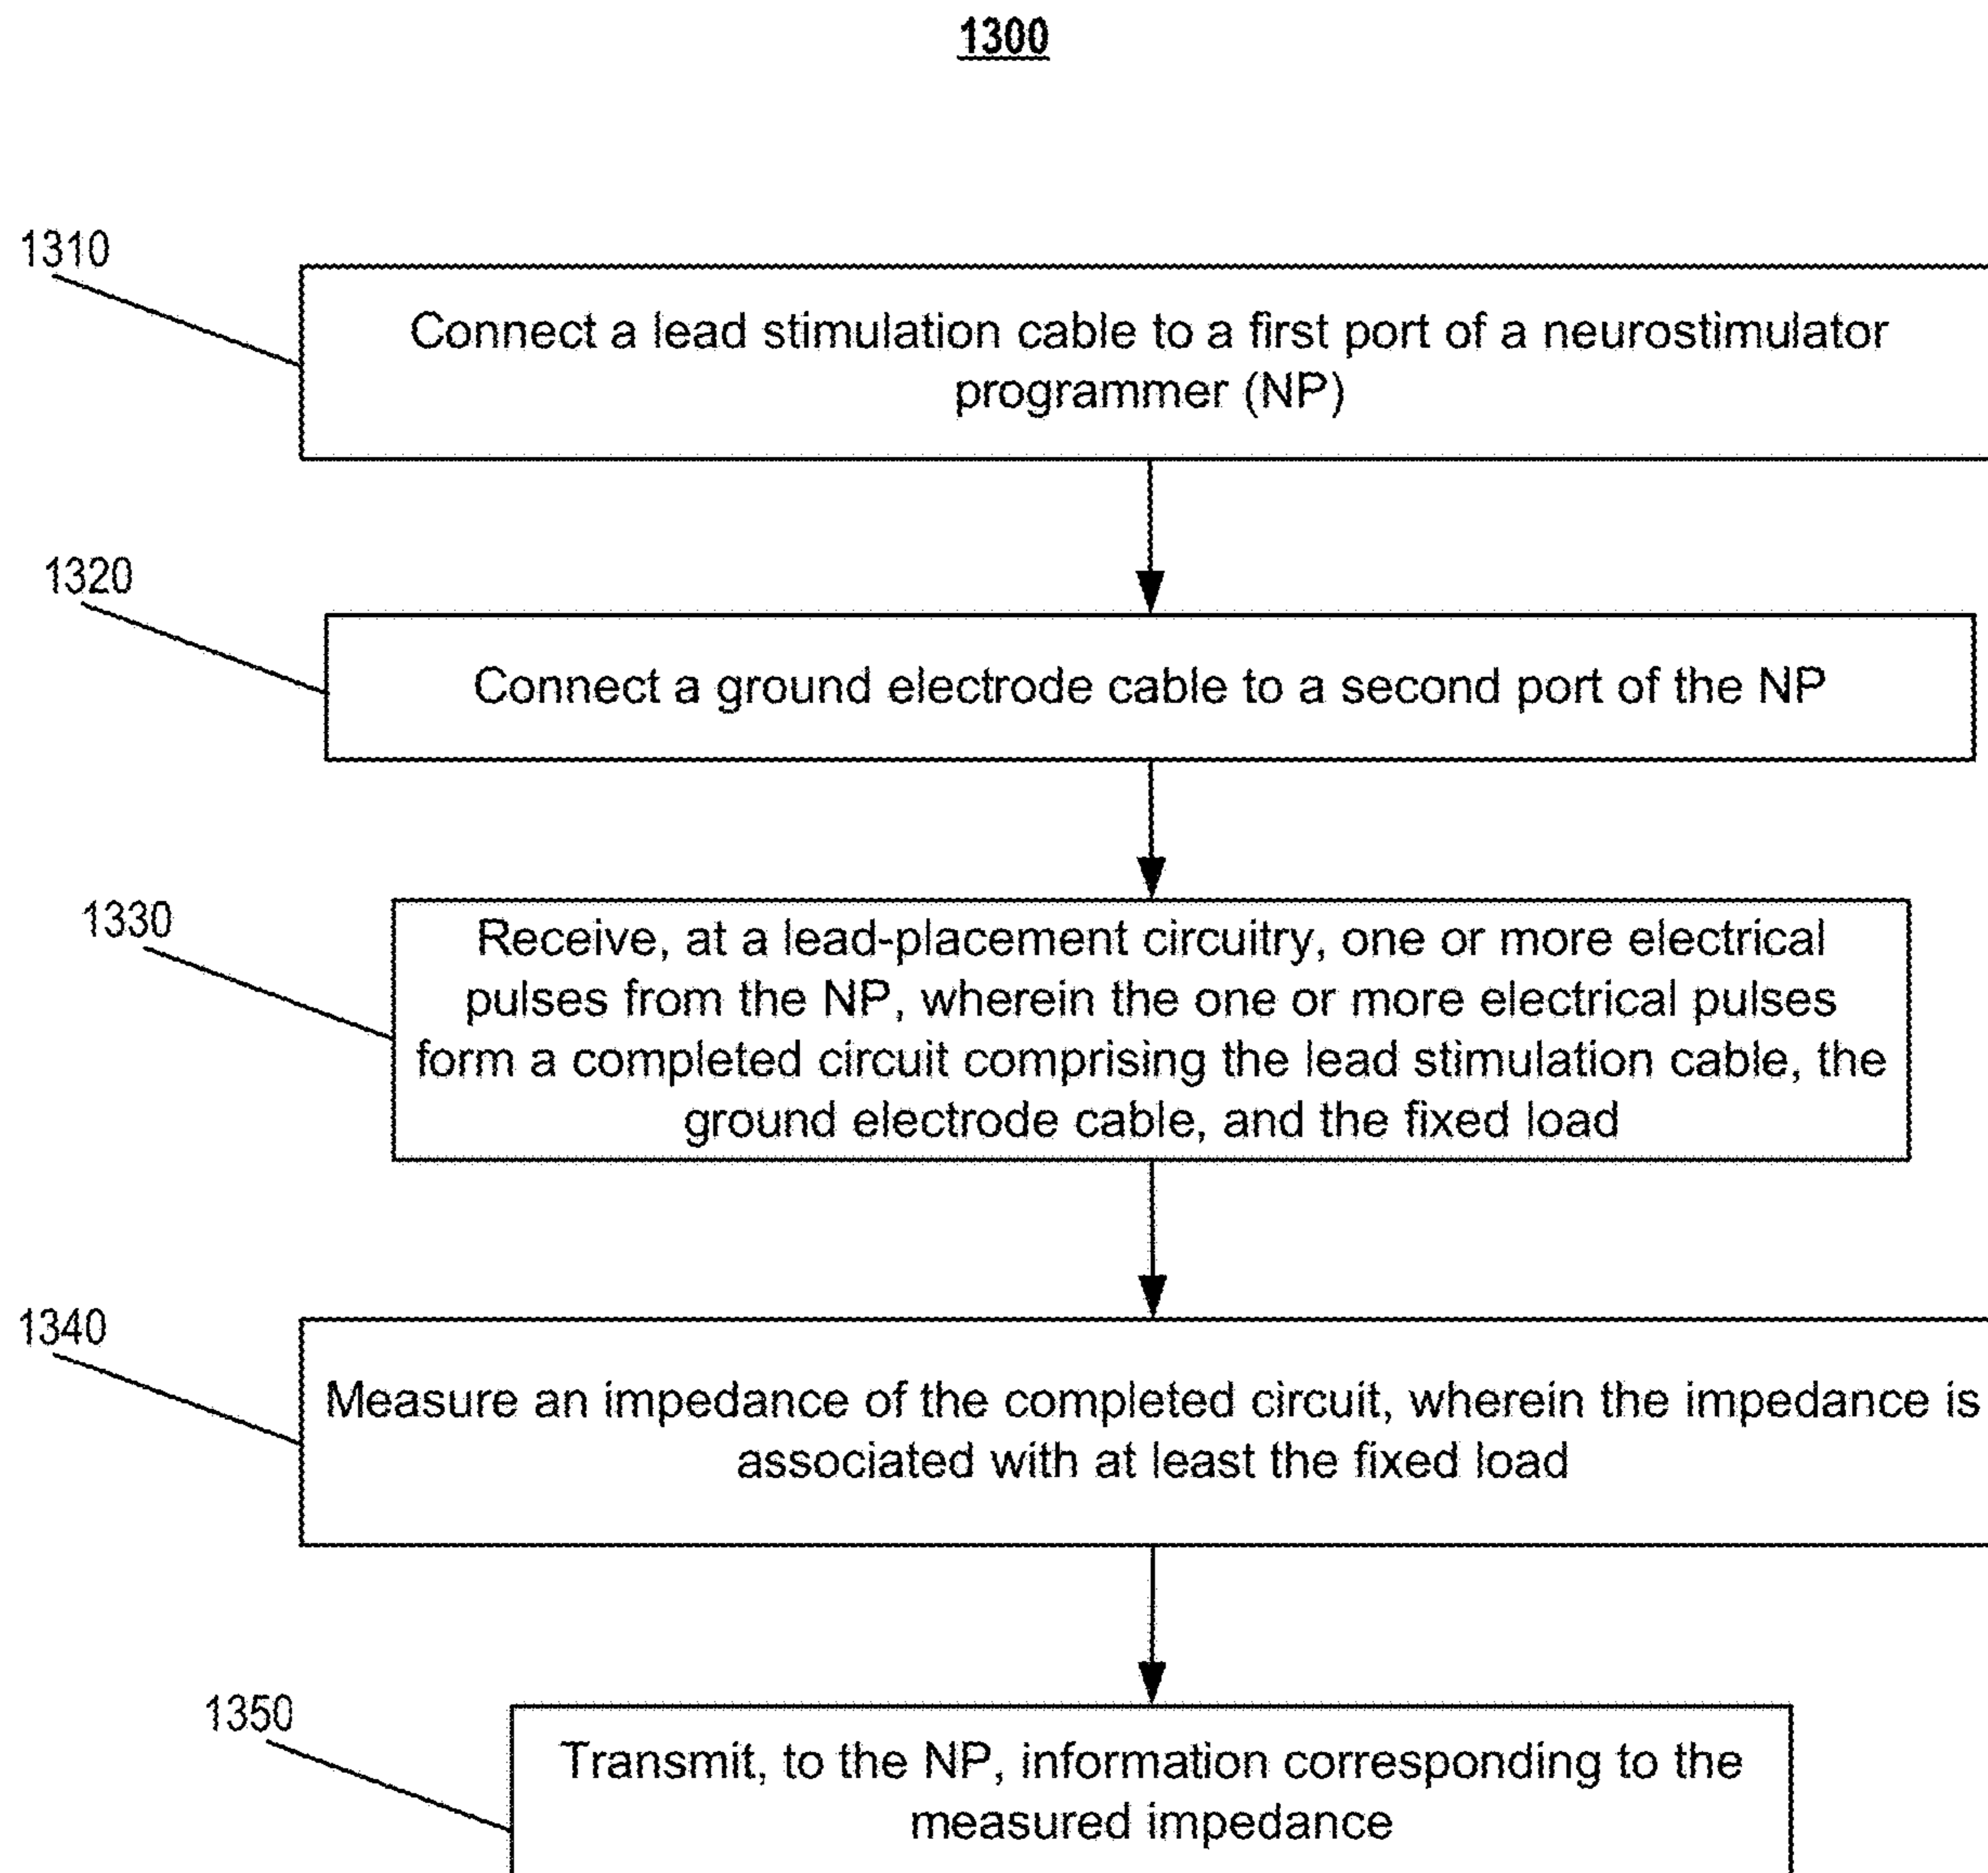 1300
1310
Connect a lead stimulation cable to a first port of a neurostimulator
programmer (NP)
1320
Connect a ground electrode cable to a second port of the NP
1330
Receive, at a lead-placement circuitry, one or more electrical
pulses from the NP, wherein the one or more electrical pulses
form a completed circuit comprising the lead stimulation cable, the
ground electrode cable, and the fixed load
1340
Measure an impedance of the completed circuit, wherein the impedance is
associated with at least the fixed load
1350
Transmit, to the NP, information corresponding to the
measured impedance